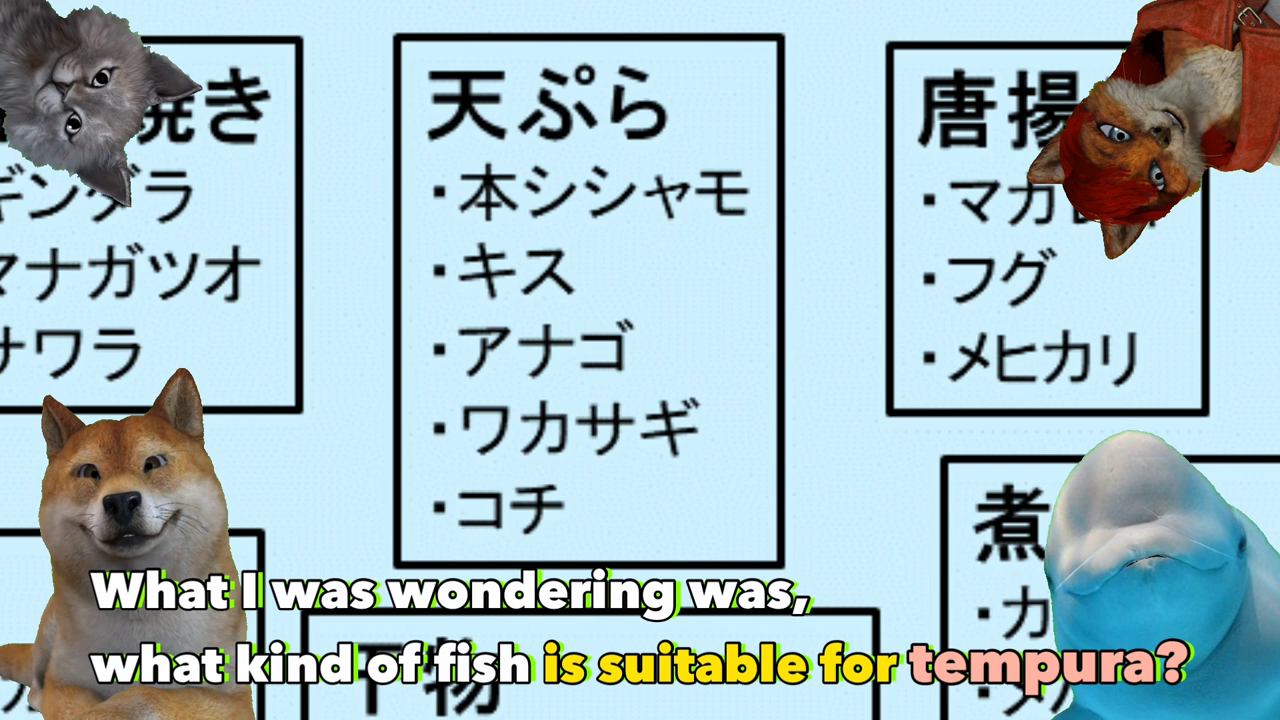 焼き
ギンダラ
マナガツオ
サワラ
天ぷら
・本シシャモ
・キス
・アナゴ
・ワカサギ
・コチ
唐揚
・マガ
・フグ
・メヒカリ
煮
・カ
干物
What I was wondering was,
what kind of fish is suitable for tempura?